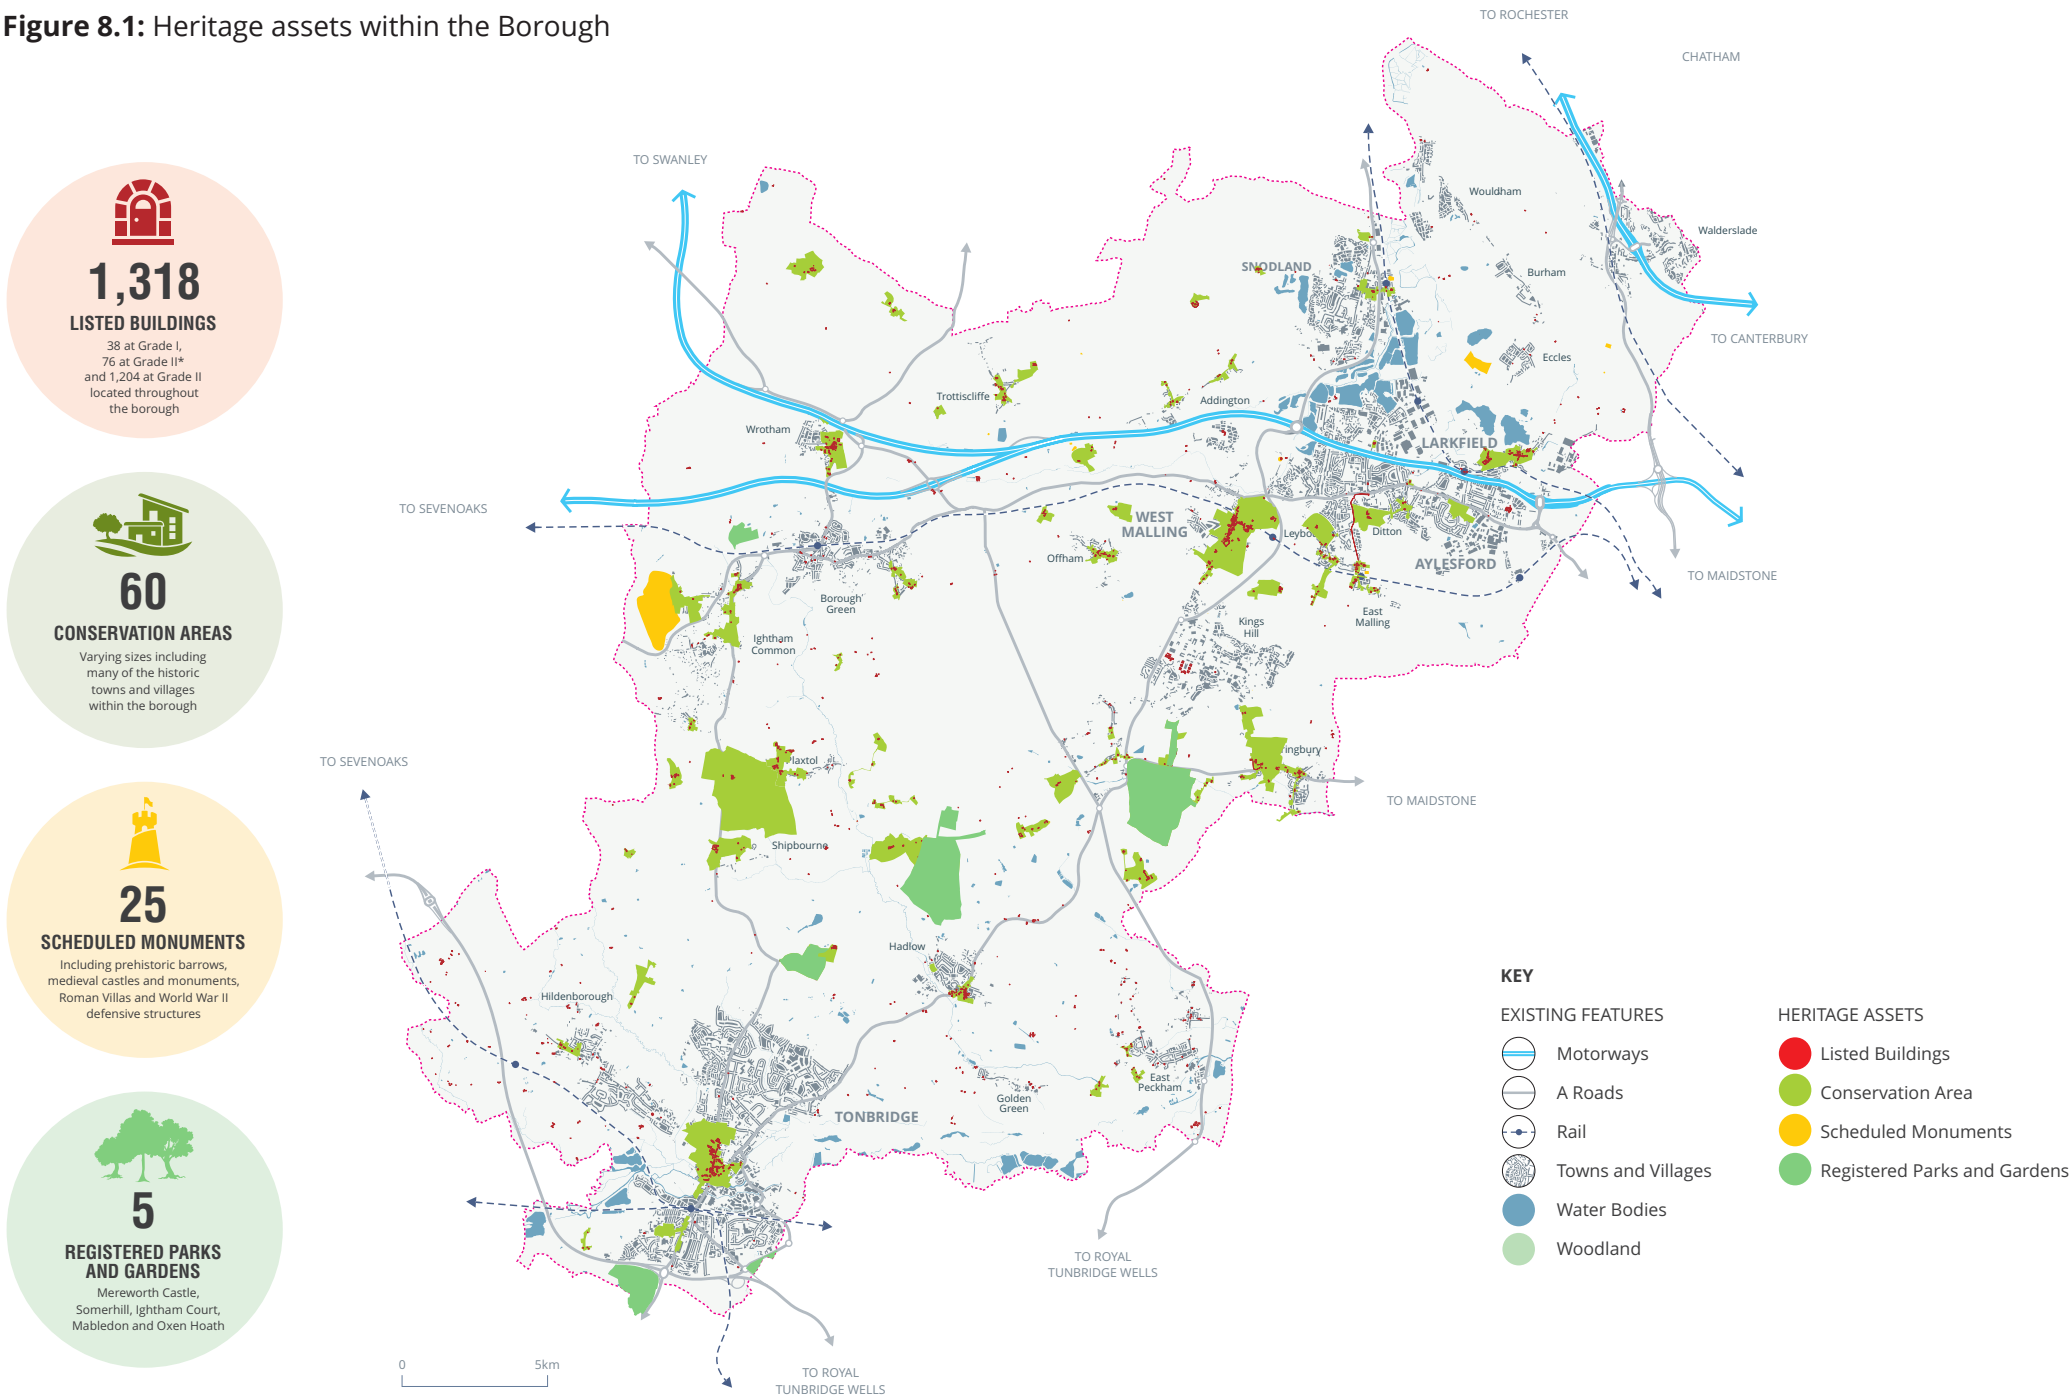 Figure 8.1: Heritage assets within the Borough
1,318
LISTED BUILDINGS
38 at Grade I,
76 at Grade II*
and 1,204 at Grade II
located throughout
the borough
60
CONSERVATION AREAS
Varying sizes including
many of the historic
towns and villages
within the borough
25
SCHEDULED MONUMENTS
Including prehistoric barrows,
medieval castles and monuments,
Roman Villas and World War II
defensive structures
5
REGISTERED PARKS
AND GARDENS
Mereworth Castle,
Somerhill, Ightham Court,
Mabledon and Oxen Hoath
TO ROCHESTER
CHATHAM
TO SWANLEY
Wouldham
Walderslade
SNODLAND
Burham
TO CANTERBURY
Eccles
Trottiscliffe
Addington
Wrotham
LARKFIELD
TO SEVENOAKS
WEST
MALLING
Leybo
Ditton
Offham
AYLESFORD
TO MAIDSTONE
Borough
Green
East
Malling
Kings
Hill
Ightham
Common
TO SEVENOAKS
Plaxtol
ringbury
TO MAIDSTONE
Shipbourne
Hadlow
Hildenborough
East
Peckham
Golden
Green
TONBRIDGE
TO ROYAL
TUNBRIDGE WELLS
TO ROYAL
TUNBRIDGE WELLS
0 5km
KEY
EXISTING FEATURES
Motorways
A Roads
Rail
Towns and Villages
Water Bodies
Woodland
HERITAGE ASSETS
Listed Buildings
Conservation Area
Scheduled Monuments
Registered Parks and Gardens